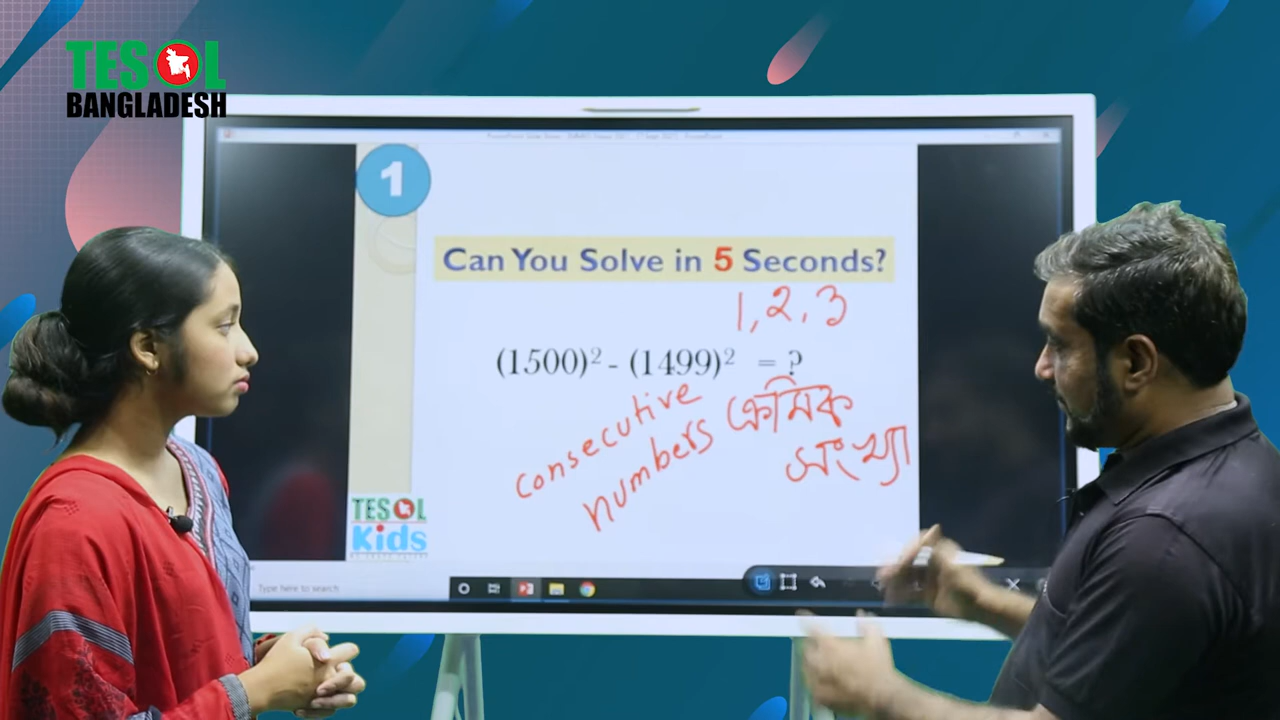 TESOL
BANGLADESH
1
Can You Solve in 5 Seconds?
1, 2, 3
(1500)² - (1499)² = ?
consecutive
numbers
ক্রমিক
সংখ্যা
TESOL
Kids
Type here to search